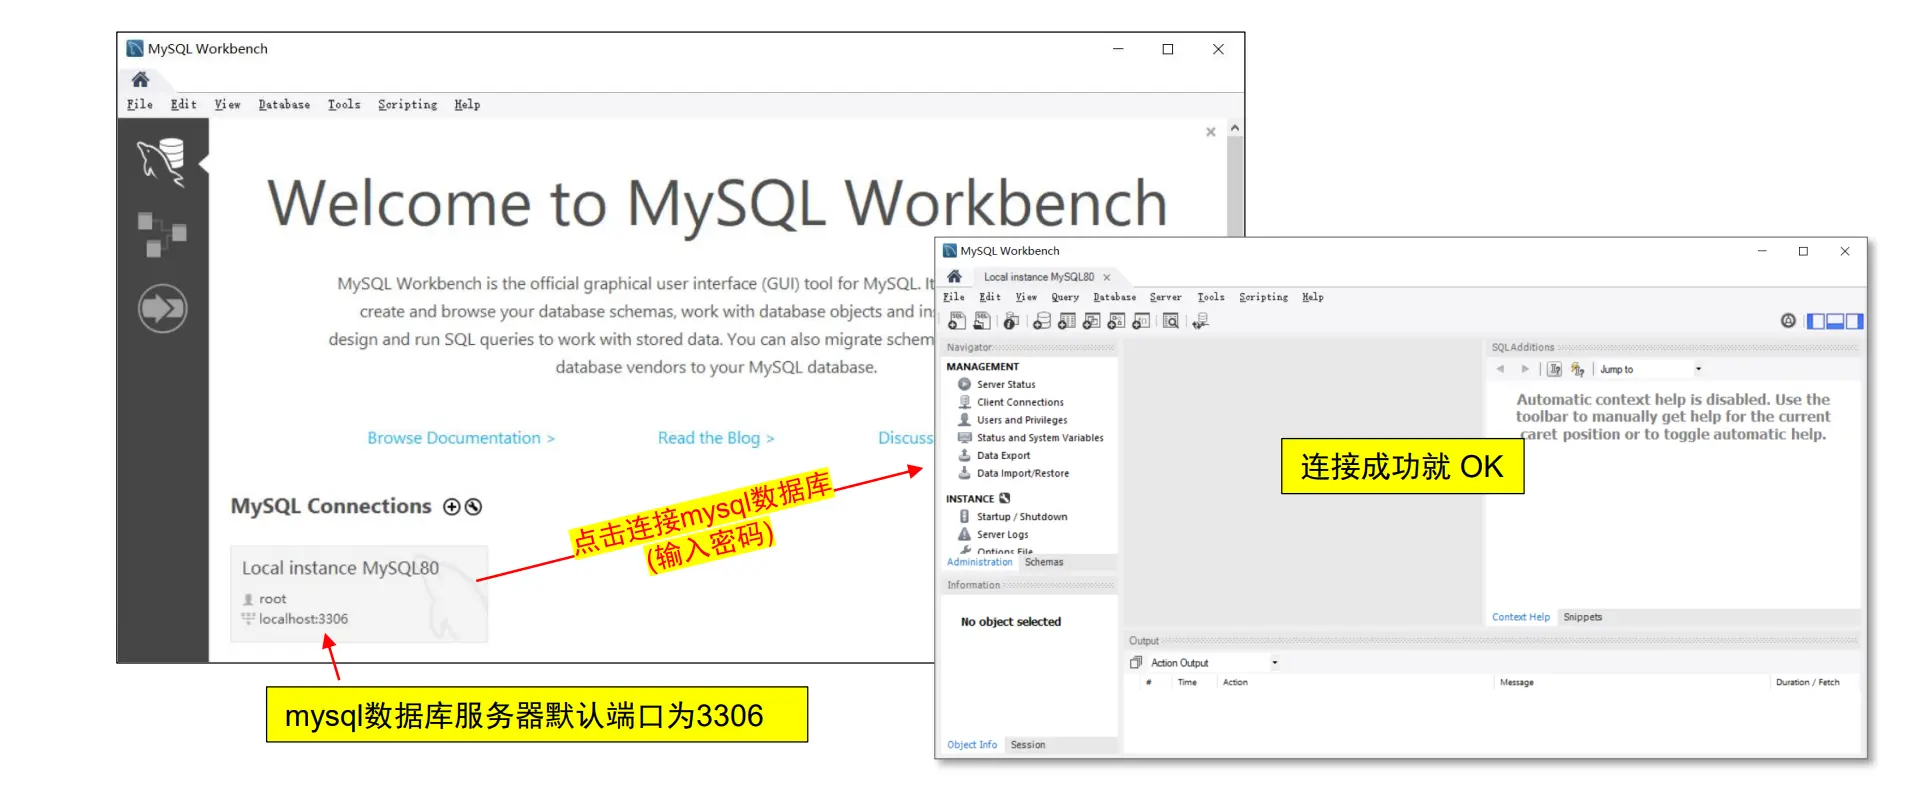 MySQL Workbench
File Edit View Database Tools Scripting Help
Welcome to MySQL Workbench
MySQL Workbench is the official graphical user interface (GUI) tool for MySQL. It
create and browse your database schemas, work with database objects and in
design and run SQL queries to work with stored data. You can also migrate schem
database vendors to your MySQL database.
Browse Documentation >
Read the Blog >
Discuss
MySQL Connections
Local instance MySQL80
root
localhost:3306
点击连接mysql数据库
(输入密码)
mysql数据库服务器默认端口为3306
MySQL Workbench
Local instance MySQL80
File Edit View Query Database Server Tools Scripting Help
Navigator
MANAGEMENT
Server Status
Client Connections
Users and Privileges
Status and System Variables
Data Export
Data Import/Restore
INSTANCE
Startup / Shutdown
Server Logs
Options File
Administration Schemas
Information
No object selected
Object Info Session
连接成功就 OK
SQLAdditions
Jump to
Automatic context help is disabled. Use the
toolbar to manually get help for the current
caret position or to toggle automatic help.
Context Help Snippets
Output
Action Output
# Time Action Message Duration / Fetch